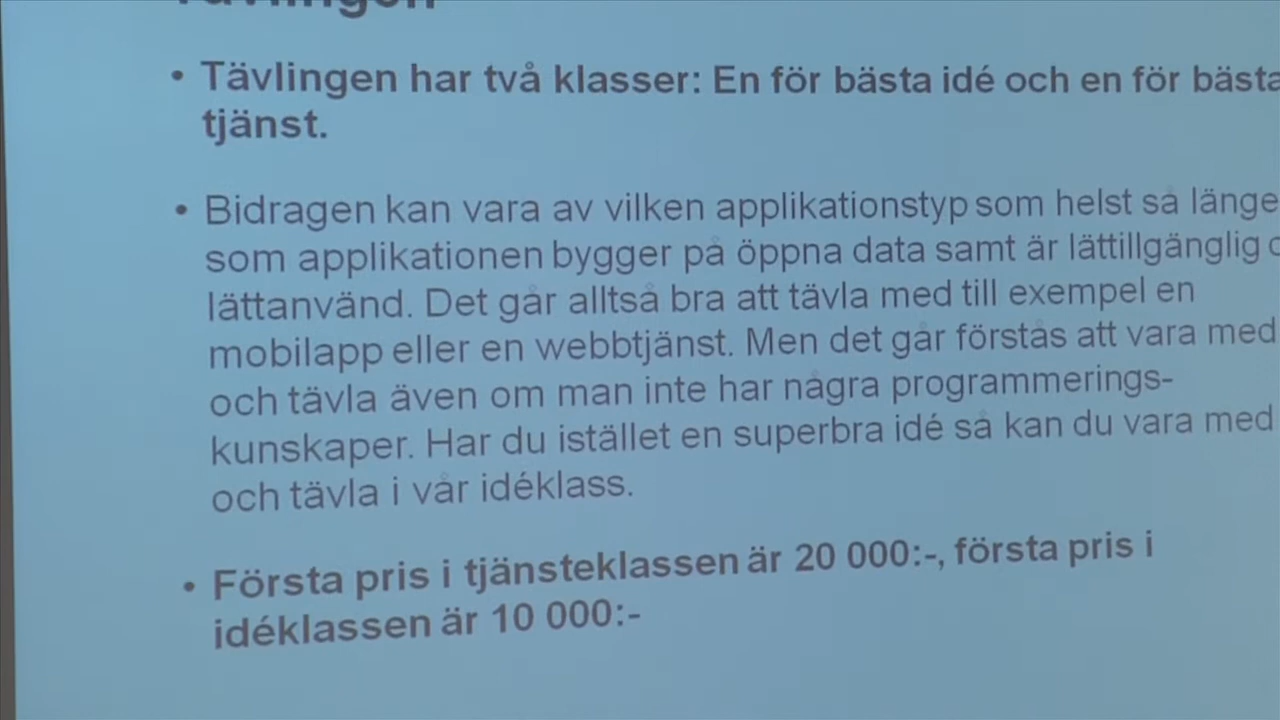 Tävlingen
• Tävlingen har två klasser: En för bästa idé och en för bästa
tjänst.
• Bidragen kan vara av vilken applikationstyp som helst så länge
som applikationen bygger på öppna data samt är lättillgänglig
lättanvänd. Det går alltså bra att tävla med till exempel en
mobilapp eller en webbtjänst. Men det går förstås att vara med
och tävla även om man inte har några programmerings-
kunskaper. Har du istället en superbra idé så kan du vara med
och tävla i vår idéklass.
• Första pris i tjänsteklassen är 20 000:-, första pris i
idéklassen är 10 000:-